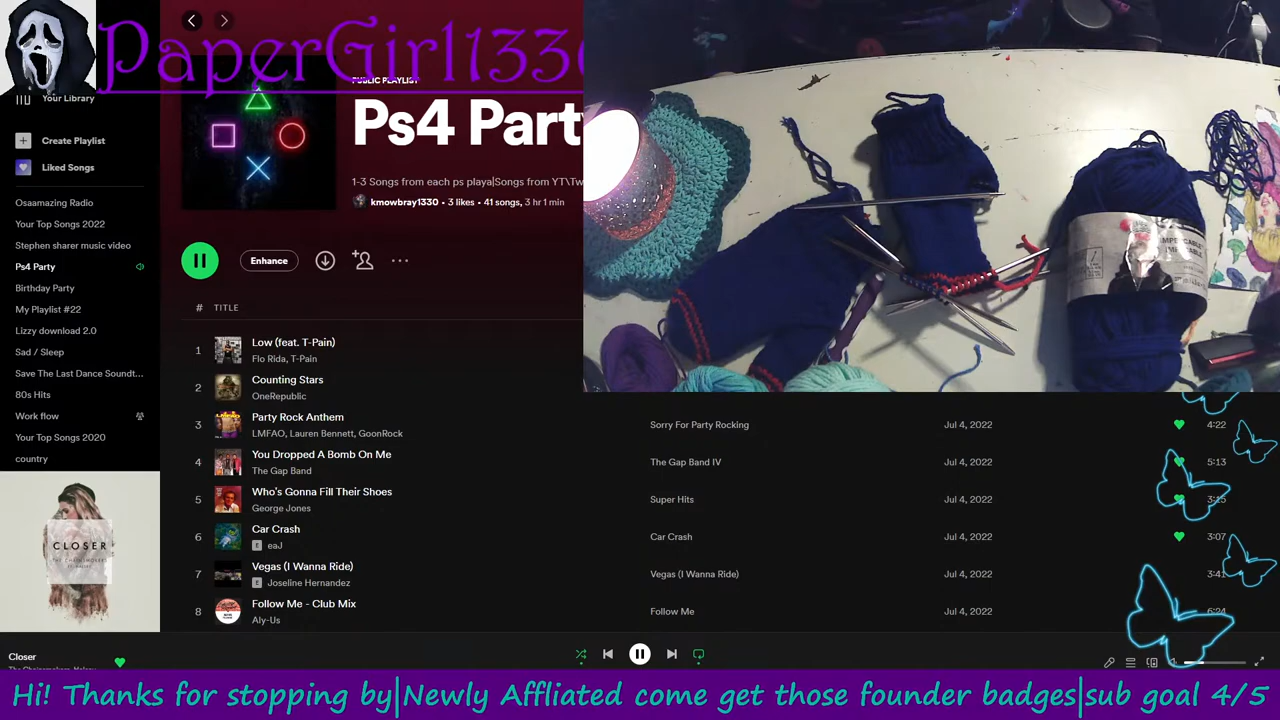 PaperGirl1330
Your Library
PUBLIC PLAYLIST
Ps4 Party
Create Playlist
Liked Songs
1-3 Songs from each ps playa|Songs from YT\Tw
kmowbray1330 • 3 likes • 41 songs, 3 hr 1 min
Osaamazing Radio
Your Top Songs 2022
Stephen sharer music video
Ps4 Party
Birthday Party
My Playlist #22
Lizzy download 2.0
Sad / Sleep
Save The Last Dance Soundt...
80s Hits
Work flow
Your Top Songs 2020
country
Enhance
# TITLE
1 Low (feat. T-Pain)
Flo Rida, T-Pain
2 Counting Stars
OneRepublic
3 Party Rock Anthem Sorry For Party Rocking Jul 4, 2022 4:22
LMFAO, Lauren Bennett, GoonRock
4 You Dropped A Bomb On Me The Gap Band IV Jul 4, 2022 5:13
The Gap Band
5 Who's Gonna Fill Their Shoes Super Hits Jul 4, 2022 3:15
George Jones
6 Car Crash Car Crash Jul 4, 2022 3:07
E eaJ
7 Vegas (I Wanna Ride) Vegas (I Wanna Ride) Jul 4, 2022 3:41
E Joseline Hernandez
8 Follow Me - Club Mix Follow Me Jul 4, 2022 6:24
Aly-Us
CLOSER
Closer
Hi! Thanks for stopping by|Newly Affliated come get those founder badges|sub goal 4/5